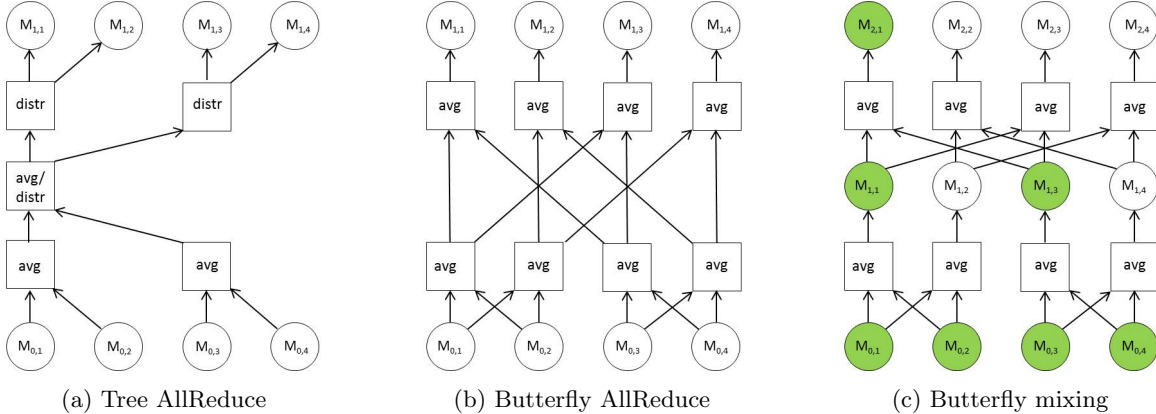 M1,1 M1,2 M1,3 M1,4
distr distr
avg/
distr
avg avg
M0,1 M0,2 M0,3 M0,4
(a) Tree AllReduce
M1,1 M1,2 M1,3 M1,4
avg avg avg avg
avg avg avg avg
M0,1 M0,2 M0,3 M0,4
(b) Butterfly AllReduce
M2,1 M2,2 M2,3 M2,4
avg avg avg avg
M1,1 M1,2 M1,3 M1,4
avg avg avg avg
M0,1 M0,2 M0,3 M0,4
(c) Butterfly mixing